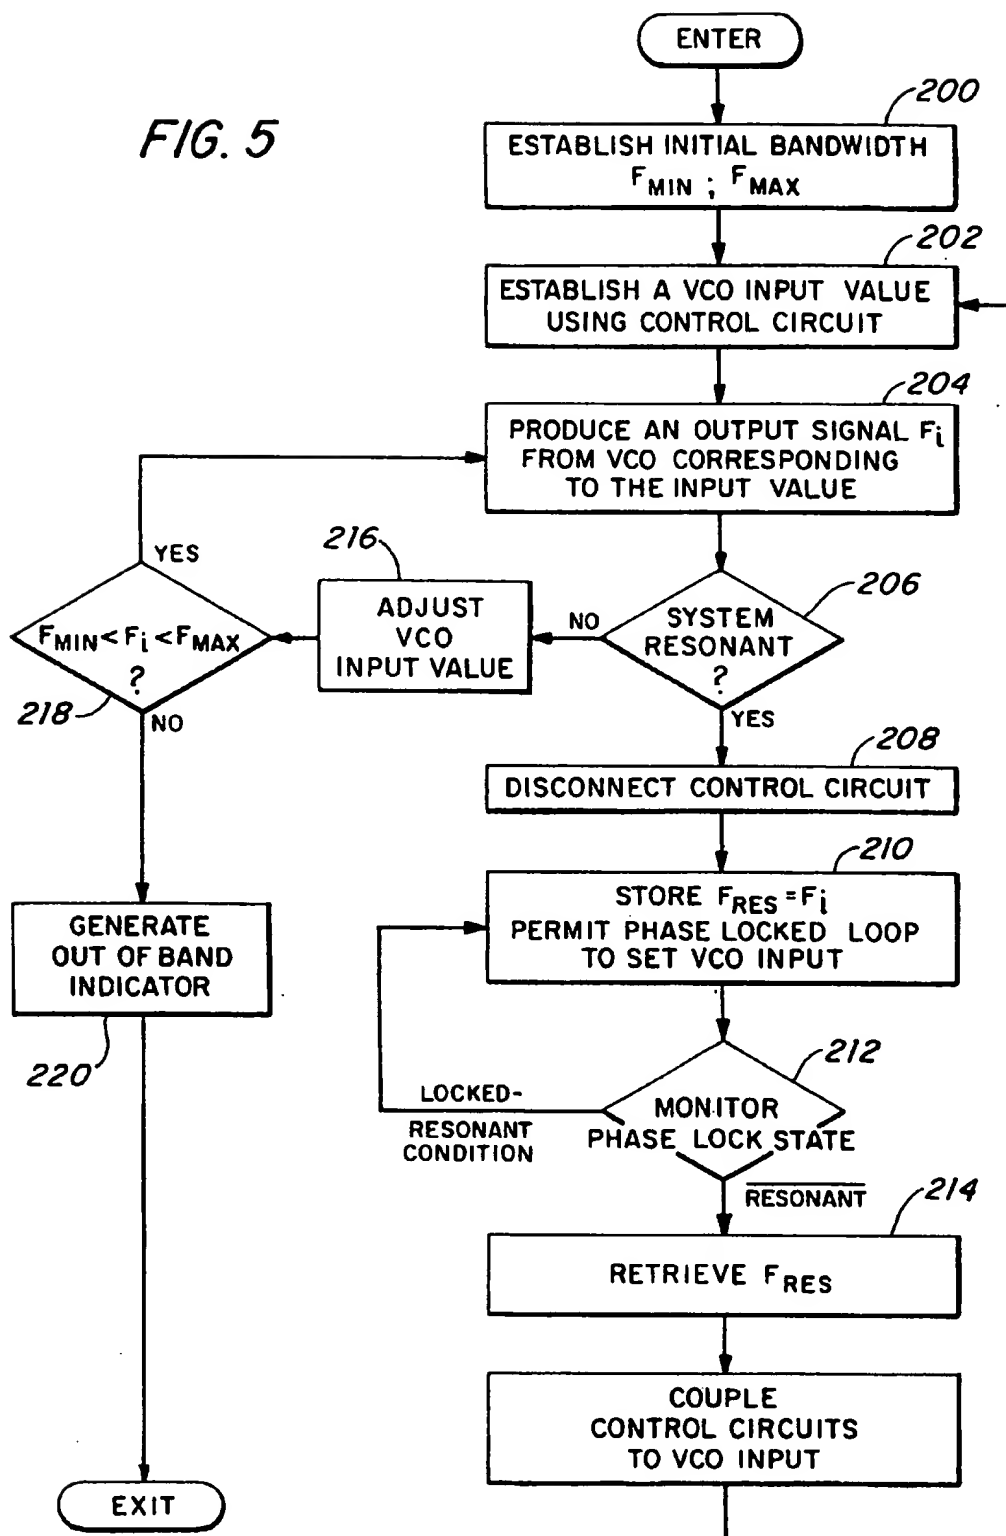 ENTER
FIG. 5
200
ESTABLISH INITIAL BANDWIDTH
FMIN ; FMAX
202
ESTABLISH A VCO INPUT VALUE
USING CONTROL CIRCUIT
204
PRODUCE AN OUTPUT SIGNAL Fi
FROM VCO CORRESPONDING
TO THE INPUT VALUE
206
SYSTEM
RESONANT
?
NO
YES
216
ADJUST
VCO
INPUT VALUE
YES
FMIN < Fi < FMAX
?
218
NO
208
DISCONNECT CONTROL CIRCUIT
210
STORE FRES = Fi
PERMIT PHASE LOCKED LOOP
TO SET VCO INPUT
GENERATE
OUT OF BAND
INDICATOR
220
212
MONITOR
PHASE LOCK STATE
LOCKED-
RESONANT
CONDITION
RESONANT
214
RETRIEVE FRES
COUPLE
CONTROL CIRCUITS
TO VCO INPUT
EXIT